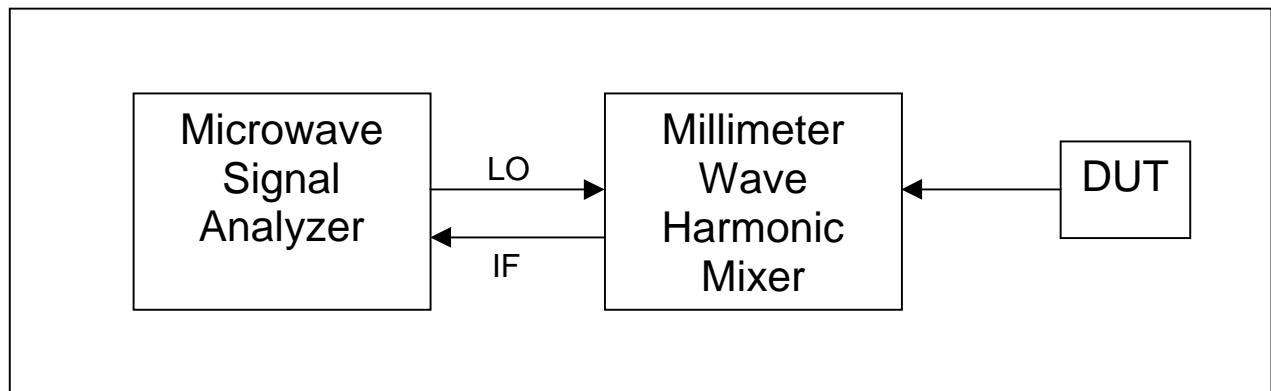 Microwave
Signal
Analyzer
LO
IF
Millimeter
Wave
Harmonic
Mixer
DUT